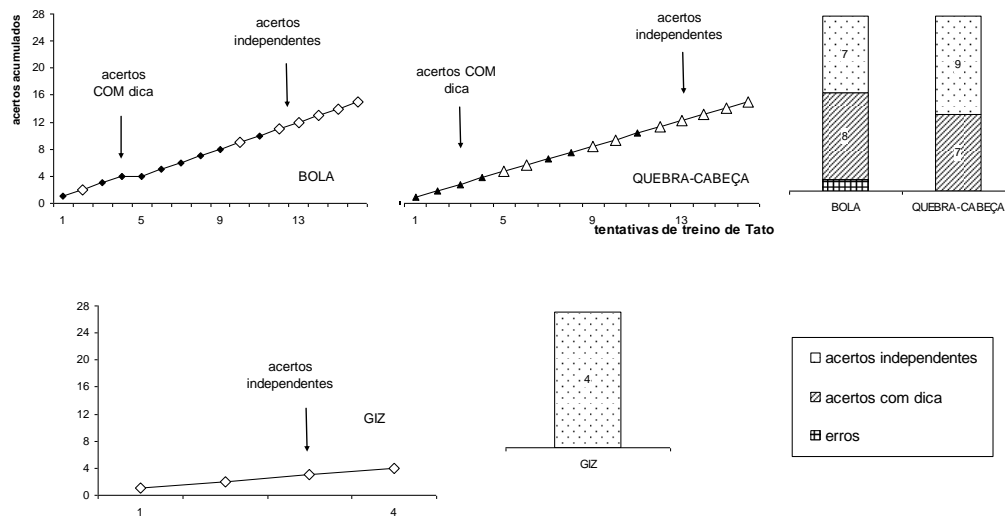 acertos acumulados
28
24
20
16
12
8
4
0
1
5
9
13
acertos
COM dica
acertos
independentes
BOLA
1
5
9
13
acertos COM
dica
acertos
independentes
QUEBRA-CABEÇA
tentativas de treino de Tato
7
8
9
7
BOLA
QUEBRA-CABEÇA
28
24
20
16
12
8
4
0
1
4
acertos
independentes
GIZ
4
GIZ
acertos independentes
acertos com dica
erros